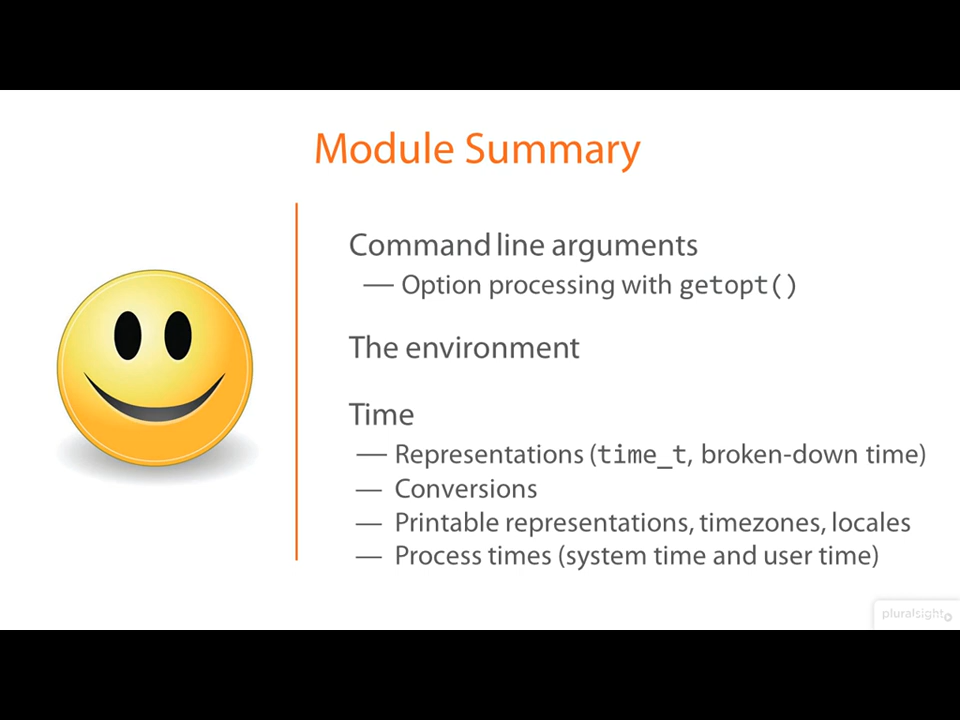 Module Summary
Command line arguments
— Option processing with getopt()
The environment
Time
— Representations (time_t, broken-down time)
— Conversions
— Printable representations, timezones, locales
— Process times (system time and user time)
pluralsight